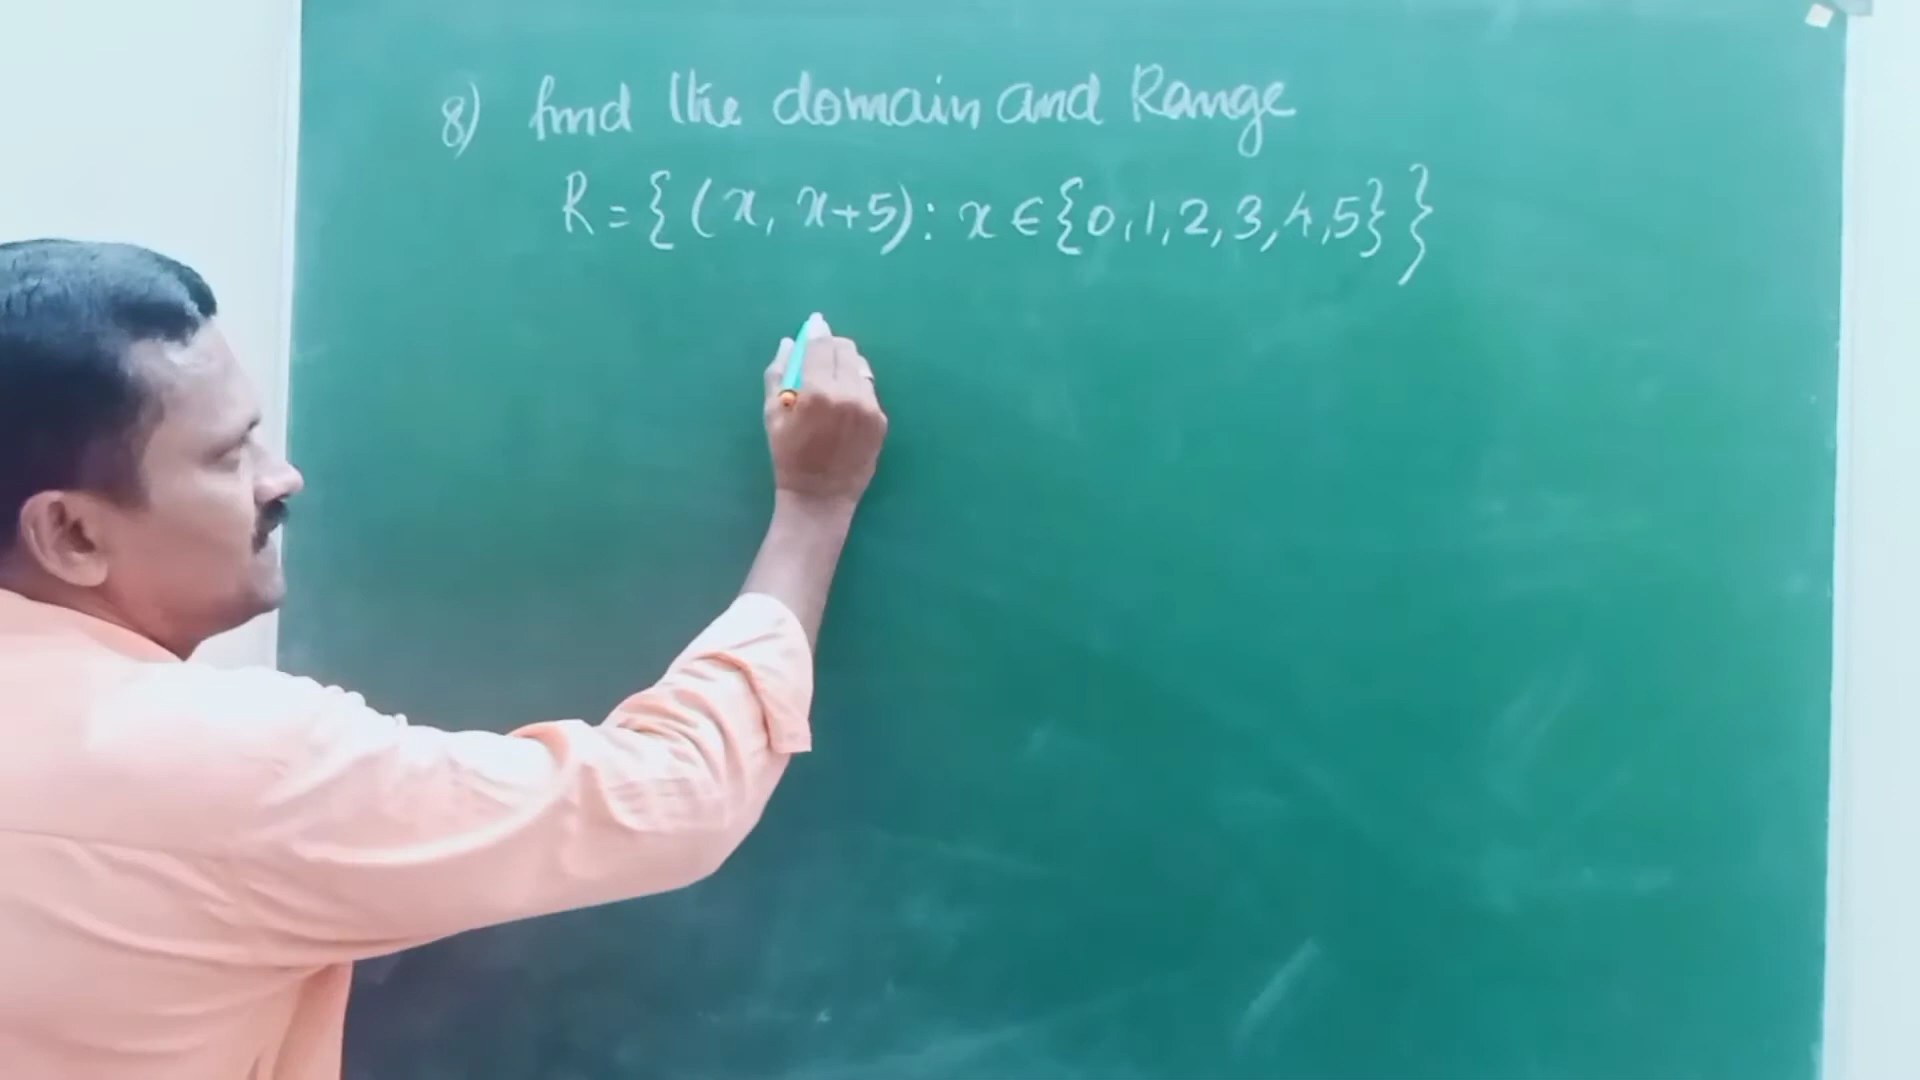 8) find the domain and Range
R = { (x, x+5) : x ∈ {0,1,2,3,4,5} }